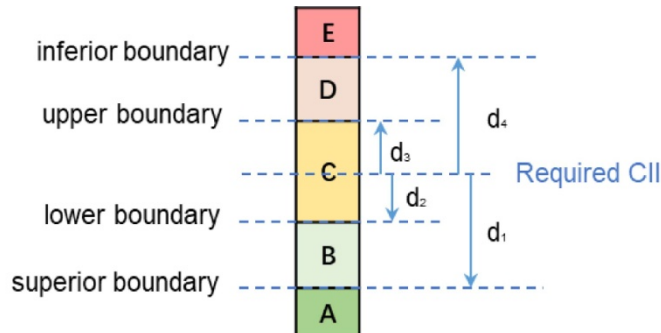 E
inferior boundary
D
d₄
upper boundary
d₃
C
Required CII
d₂
lower boundary
d₁
B
superior boundary
A